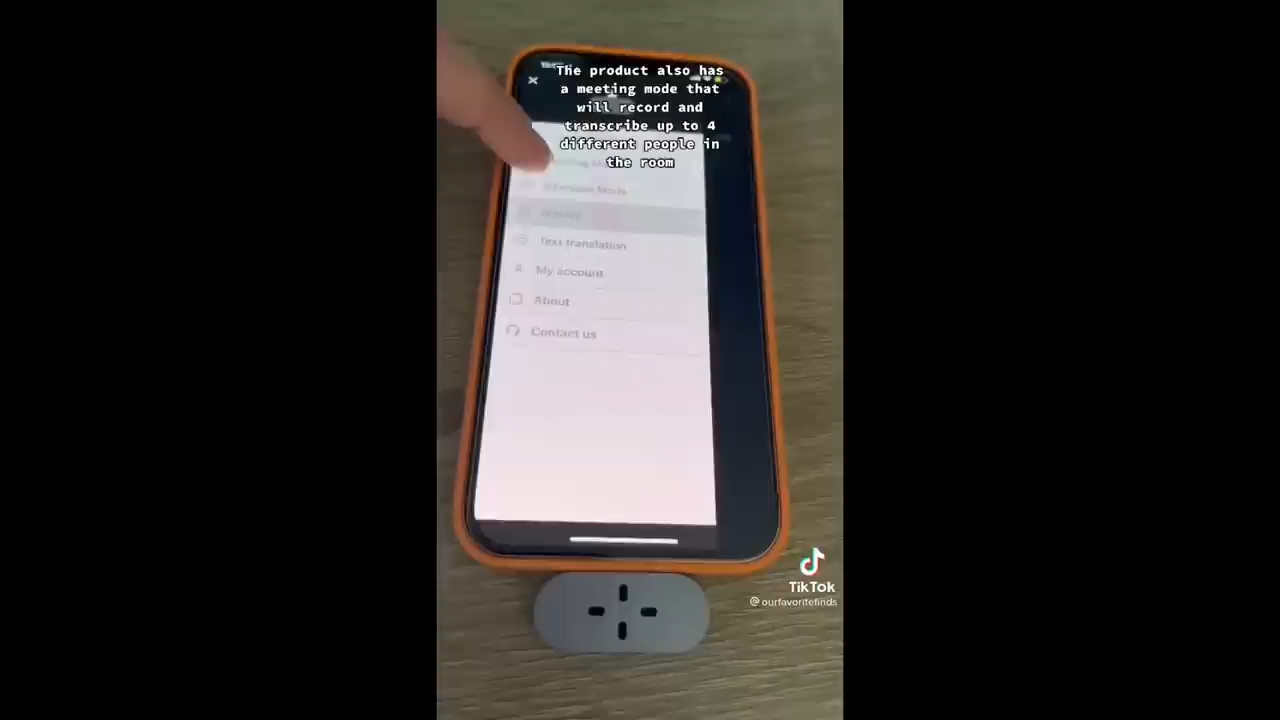 The product also has
a meeting mode that
will record and
transcribe up to 4
different people in
the room
Text translation
My account
About
Contact us
TikTok
@ourfavoritefinds